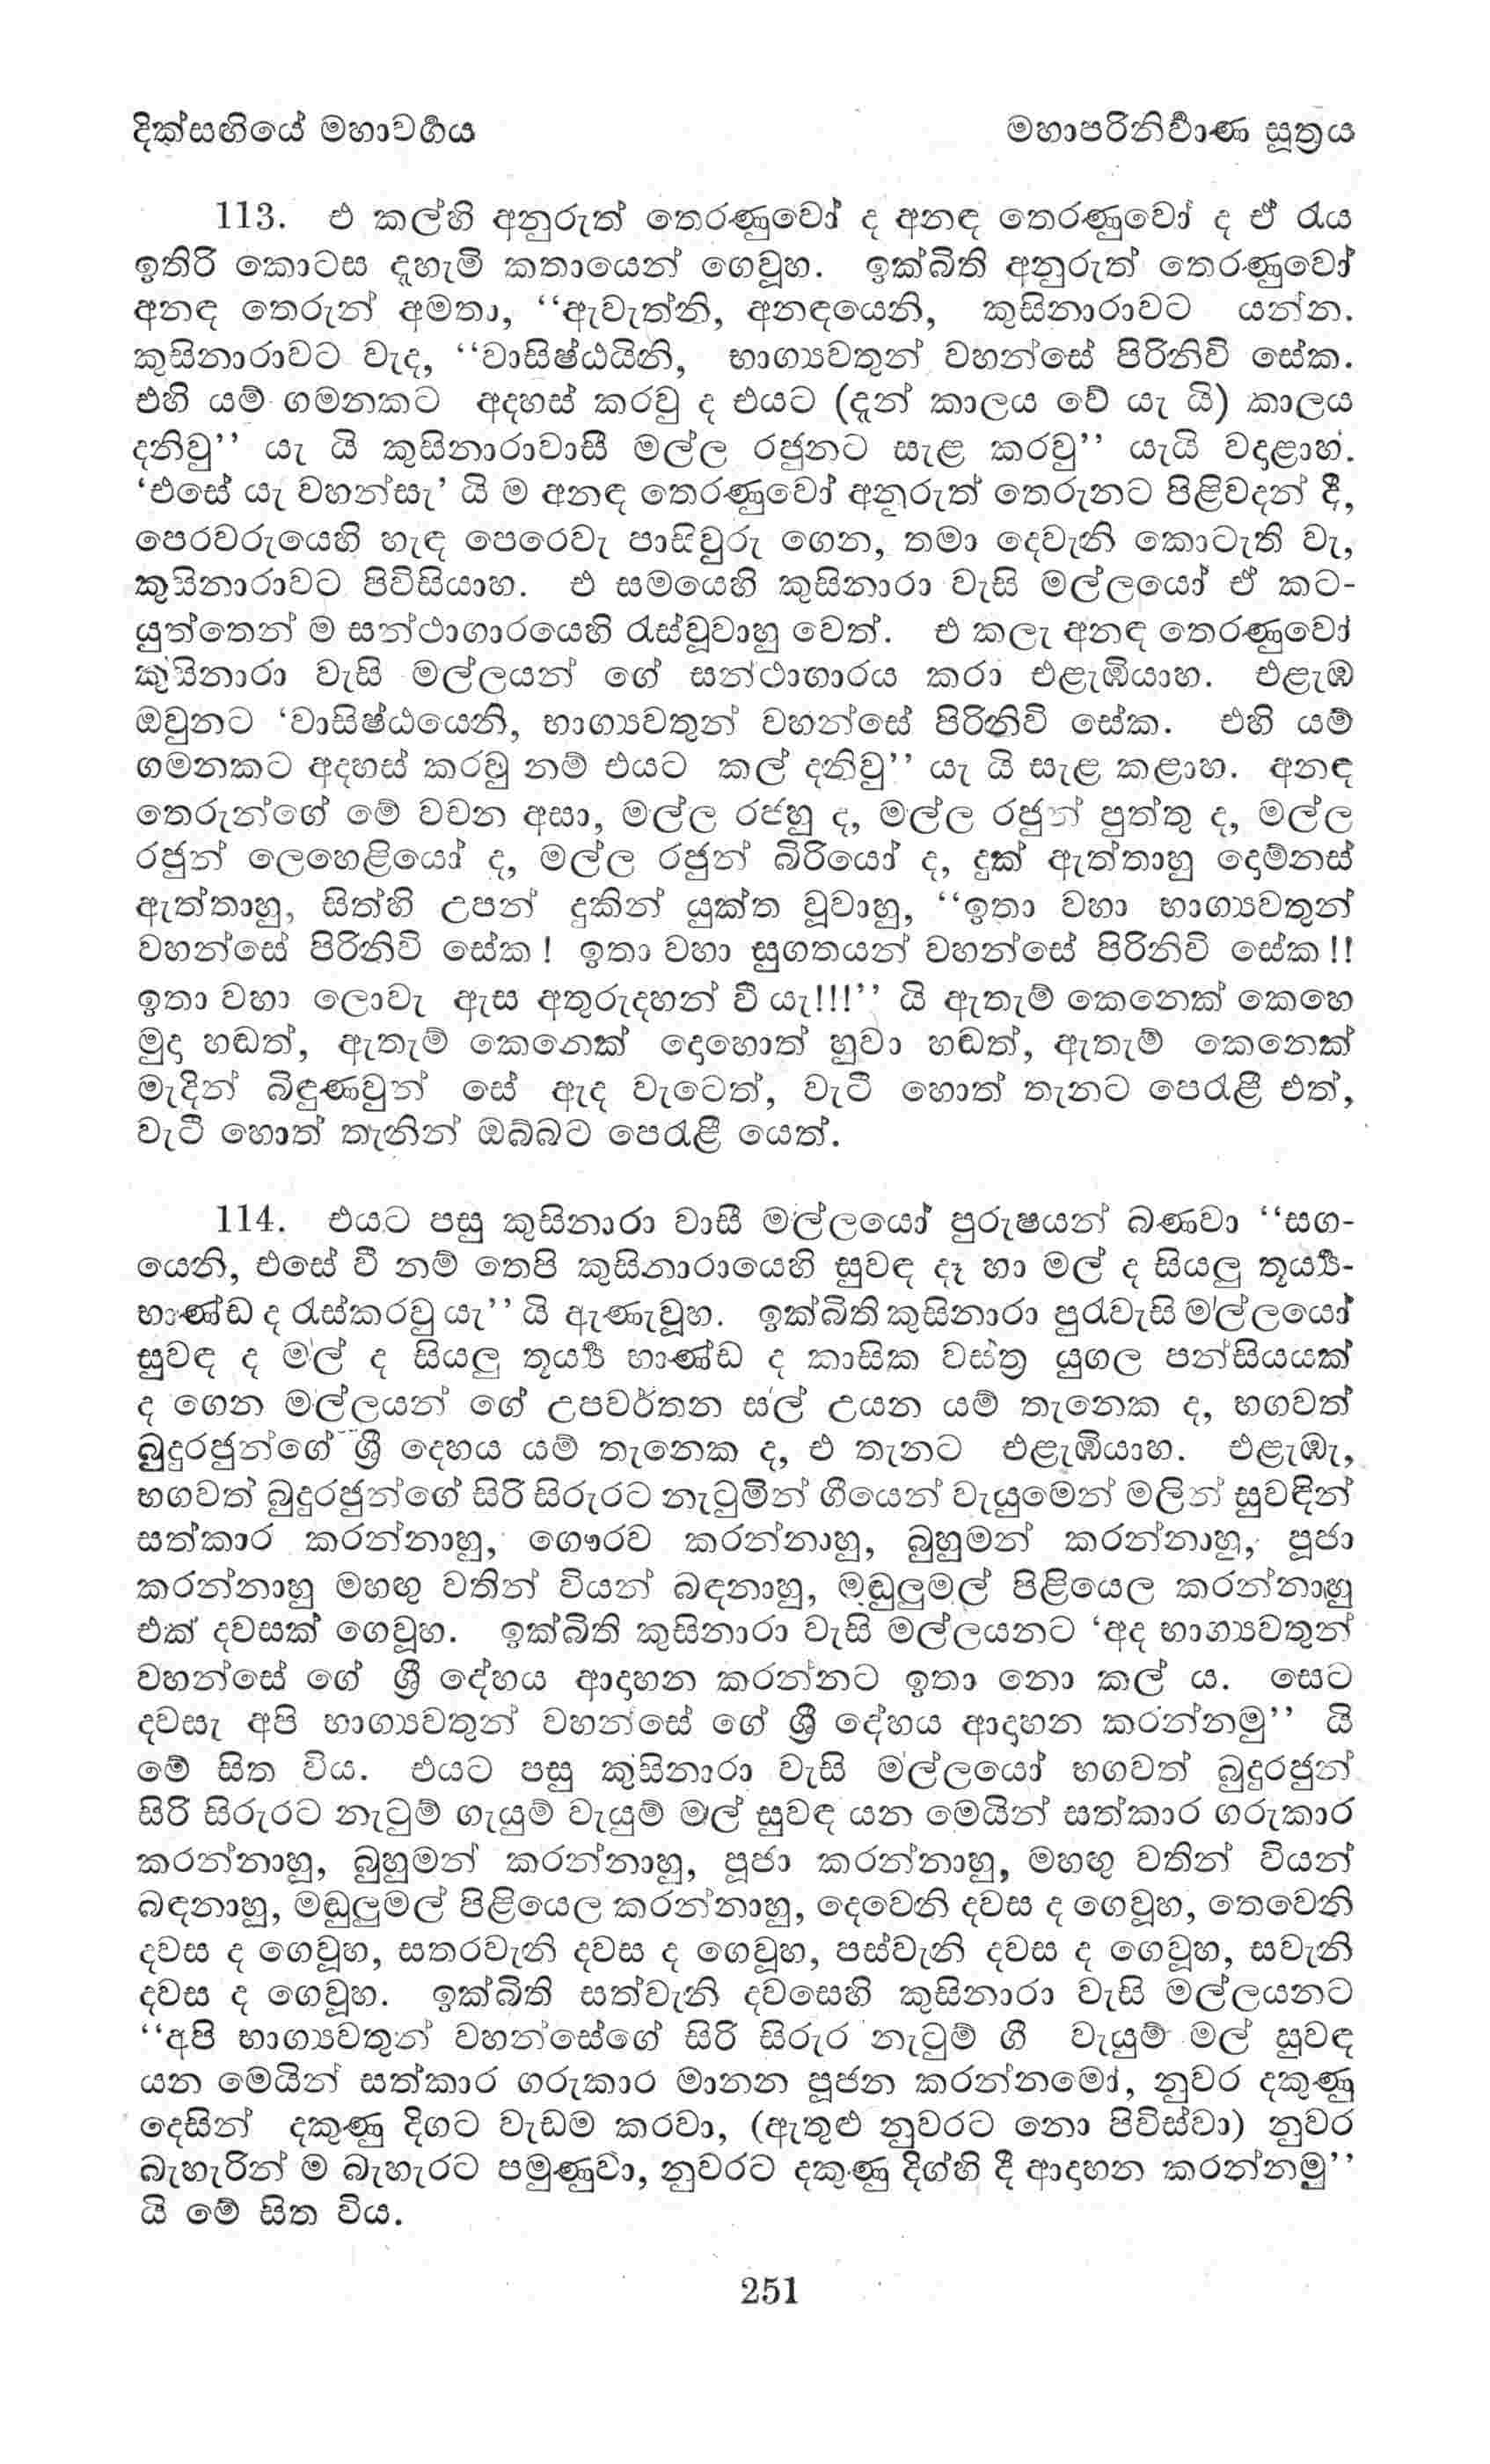 දික්සඟියේ මහාවර්‍ගය
මහාපරිනිර්‍වාණ සූත්‍රය
113. එ කල්හි අනුරුත් තෙරණුවෝ ද අනඳ තෙරණුවෝ ද ඒ රැය
ඉතිරි කොටස දැහැමි කතායෙන් ගෙවූහ. ඉක්බිති අනුරුත් තෙරණුවෝ
අනඳ තෙරුන් අමතා, “ඇවැත්නි, අනඳයෙනි, කුසිනාරාවට යන්න.
කුසිනාරාවට වැද, “වාසිෂ්ඨයිනි, භාග්‍යවතුන් වහන්සේ පිරිනිවි සේක.
එහි යම් ගමනකට අදහස් කරවු ද එයට (දැන් කාලය වේ යැ යි) කාලය
දනිවු” යැ යි කුසිනාරාවාසී මල්ල රජුනට සැළ කරවු” යැයි වදාළාහ.
‘එසේ යැ වහන්සැ’ යි ම අනඳ තෙරණුවෝ අනුරුත් තෙරුනට පිළිවදන් දී,
පෙරවරුයෙහි හැඳ පෙරෙවැ පාසිවුරු ගෙන, තමා දෙවැනි කොටැති වැ,
කුසිනාරාවට පිවිසියාහ. එ සමයෙහි කුසිනාරා වැසි මල්ලයෝ ඒ කට-
යුත්තෙන් ම සන්ථාගාරයෙහි රැස්වූවාහු වෙත්. එ කලැ අනඳ තෙරණුවෝ
කුසිනාරා වැසි මල්ලයන් ගේ සන්ථාගාරය කරා එළැඹියාහ. එළැඹ
ඔවුනට ‘වාසිෂ්ඨයෙනි, භාග්‍යවතුන් වහන්සේ පිරිනිවි සේක. එහි යම්
ගමනකට අදහස් කරවු නම් එයට කල් දනිවු” යැ යි සැළ කළාහ. අනඳ
තෙරුන්ගේ මේ වචන අසා, මල්ල රජහු ද, මල්ල රජුන් පුත්තු ද, මල්ල
රජුන් ලෙහෙළියෝ ද, මල්ල රජුන් බිරියෝ ද, දුක් ඇත්තාහු දොම්නස්
ඇත්තාහු, සිත්හි උපන් දුකින් යුක්ත වූවාහු, “ඉතා වහා භාග්‍යවතුන්
වහන්සේ පිරිනිවි සේක! ඉතා වහා සුගතයන් වහන්සේ පිරිනිවි සේක!!
ඉතා වහා ලොවැ ඇස අතුරුදහන් වී යැ!!!” යි ඇතැම් කෙනෙක් කෙහෙ
මුදා හඬත්, ඇතැම් කෙනෙක් දොහොත් හුවා හඬත්, ඇතැම් කෙනෙක්
මැදින් බිඳුණවුන් සේ ඇද වැටෙත්, වැටී හොත් තැනට පෙරැළී එත්,
වැටී හොත් තැනින් ඔබ්බට පෙරැළී යෙත්.
114. එයට පසු කුසිනාරා වාසී මල්ලයෝ පුරුෂයන් බණවා “සග-
යෙනි, එසේ වී නම් තෙපි කුසිනාරායෙහි සුවඳ දෑ හා මල් ද සියලු තූර්‍ය්‍ය-
භාණ්ඩ ද රැස්කරවු යැ” යි ඇණැවූහ. ඉක්බිති කුසිනාරා පුරැවැසි මල්ලයෝ
සුවඳ ද මල් ද සියලු තූර්‍ය්‍ය භාණ්ඩ ද කාසික වස්ත්‍ර යුගල පන්සියයක්
ද ගෙන මල්ලයන් ගේ උපවර්තන සල් උයන යම් තැනෙක ද, භගවත්
බුදුරජුන්ගේ ශ්‍රී දෙහය යම් තැනෙක ද, එ තැනට එළැඹියාහ. එළැඹැ,
භගවත් බුදුරජුන්ගේ සිරි සිරුරට නැටුමින් ගීයෙන් වැයුමෙන් මලින් සුවඳින්
සත්කාර කරන්නාහු, ගෞරව කරන්නාහු, බුහුමන් කරන්නාහු, පූජා
කරන්නාහු මහඟු වතින් වියන් බඳනාහු, මඬුලුමල් පිළියෙල කරන්නාහු
එක් දවසක් ගෙවූහ. ඉක්බිති කුසිනාරා වැසි මල්ලයනට ‘අද භාග්‍යවතුන්
වහන්සේ ගේ ශ්‍රී දේහය ආදාහන කරන්නට ඉතා නො කල් ය. සෙට
දවසැ අපි භාග්‍යවතුන් වහන්සේ ගේ ශ්‍රී දේහය ආදාහන කරන්නමු” යි
මේ සිත විය. එයට පසු කුසිනාරා වැසි මල්ලයෝ භගවත් බුදුරජුන්
සිරි සිරුරට නැටුම් ගැයුම් වැයුම් මල් සුවඳ යන මෙයින් සත්කාර ගරුකාර
කරන්නාහු, බුහුමන් කරන්නාහු, පූජා කරන්නාහු, මහඟු වතින් වියන්
බඳනාහු, මඬුලුමල් පිළියෙල කරන්නාහු, දෙවෙනි දවස ද ගෙවූහ, තෙවෙනි
දවස ද ගෙවූහ, සතරවැනි දවස ද ගෙවූහ, පස්වැනි දවස ද ගෙවූහ, සවැනි
දවස ද ගෙවූහ. ඉක්බිති සත්වැනි දවසෙහි කුසිනාරා වැසි මල්ලයනට
“අපි භාග්‍යවතුන් වහන්සේගේ සිරි සිරුර නැටුම් ගී වැයුම් මල් සුවඳ
යන මෙයින් සත්කාර ගරුකාර මානන පූජන කරන්නමෝ, නුවර දකුණු
දෙසින් දකුණු දිගට වැඩම කරවා, (ඇතුළු නුවරට නො පිවිස්වා) නුවර
බැහැරින් ම බැහැරට පමුණුවා, නුවරට දකුණු දිග්හි දී ආදාහන කරන්නමු”
යි මේ සිත විය.
251